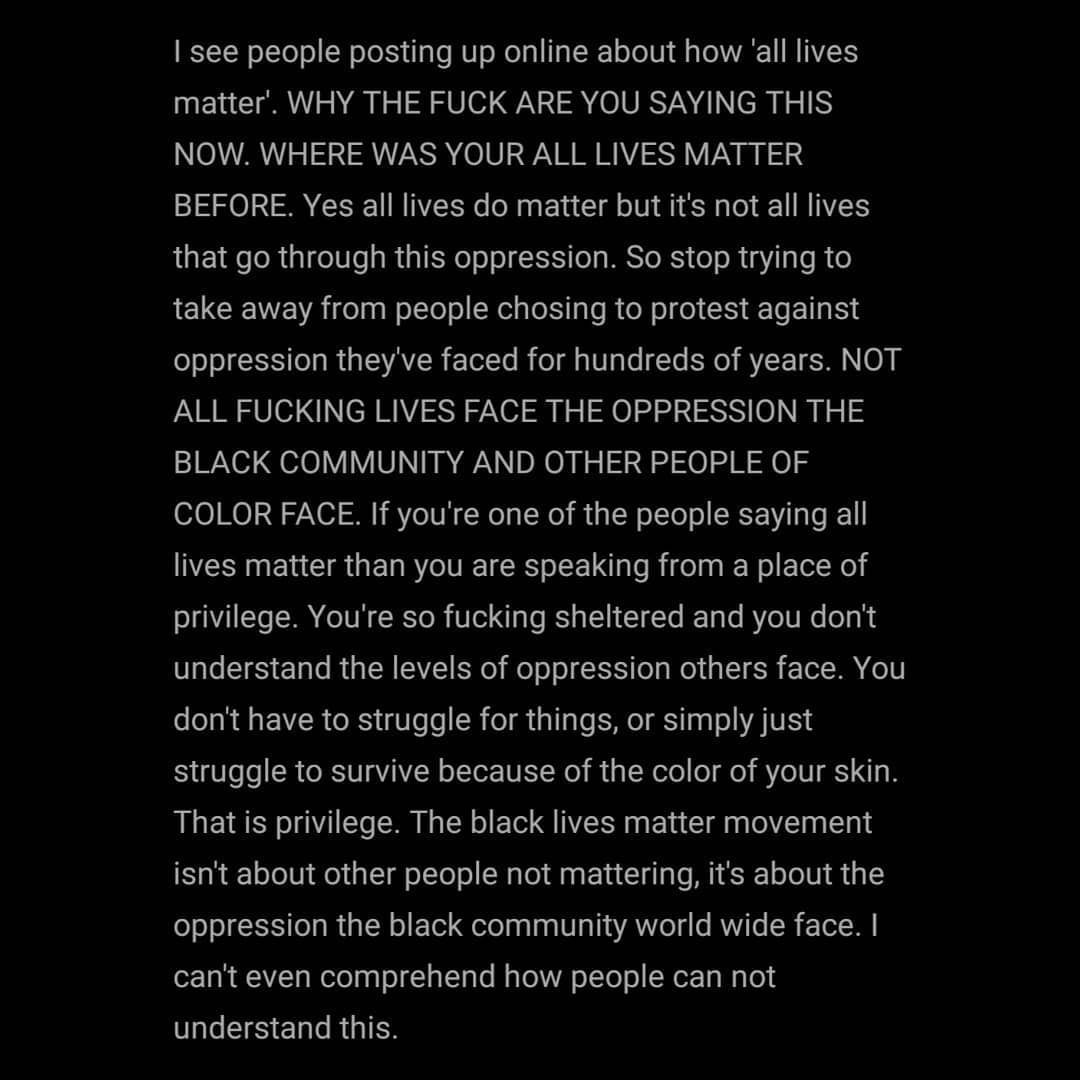 I see people posting up online about how 'all lives
matter'. WHY THE FUCK ARE YOU SAYING THIS
NOW. WHERE WAS YOUR ALL LIVES MATTER
BEFORE. Yes all lives do matter but it's not all lives
that go through this oppression. So stop trying to
take away from people chosing to protest against
oppression they've faced for hundreds of years. NOT
ALL FUCKING LIVES FACE THE OPPRESSION THE
BLACK COMMUNITY AND OTHER PEOPLE OF
COLOR FACE. If you're one of the people saying all
lives matter than you are speaking from a place of
privilege. You're so fucking sheltered and you don't
understand the levels of oppression others face. You
don't have to struggle for things, or simply just
struggle to survive because of the color of your skin.
That is privilege. The black lives matter movement
isn't about other people not mattering, it's about the
oppression the black community world wide face. I
can't even comprehend how people can not
understand this.